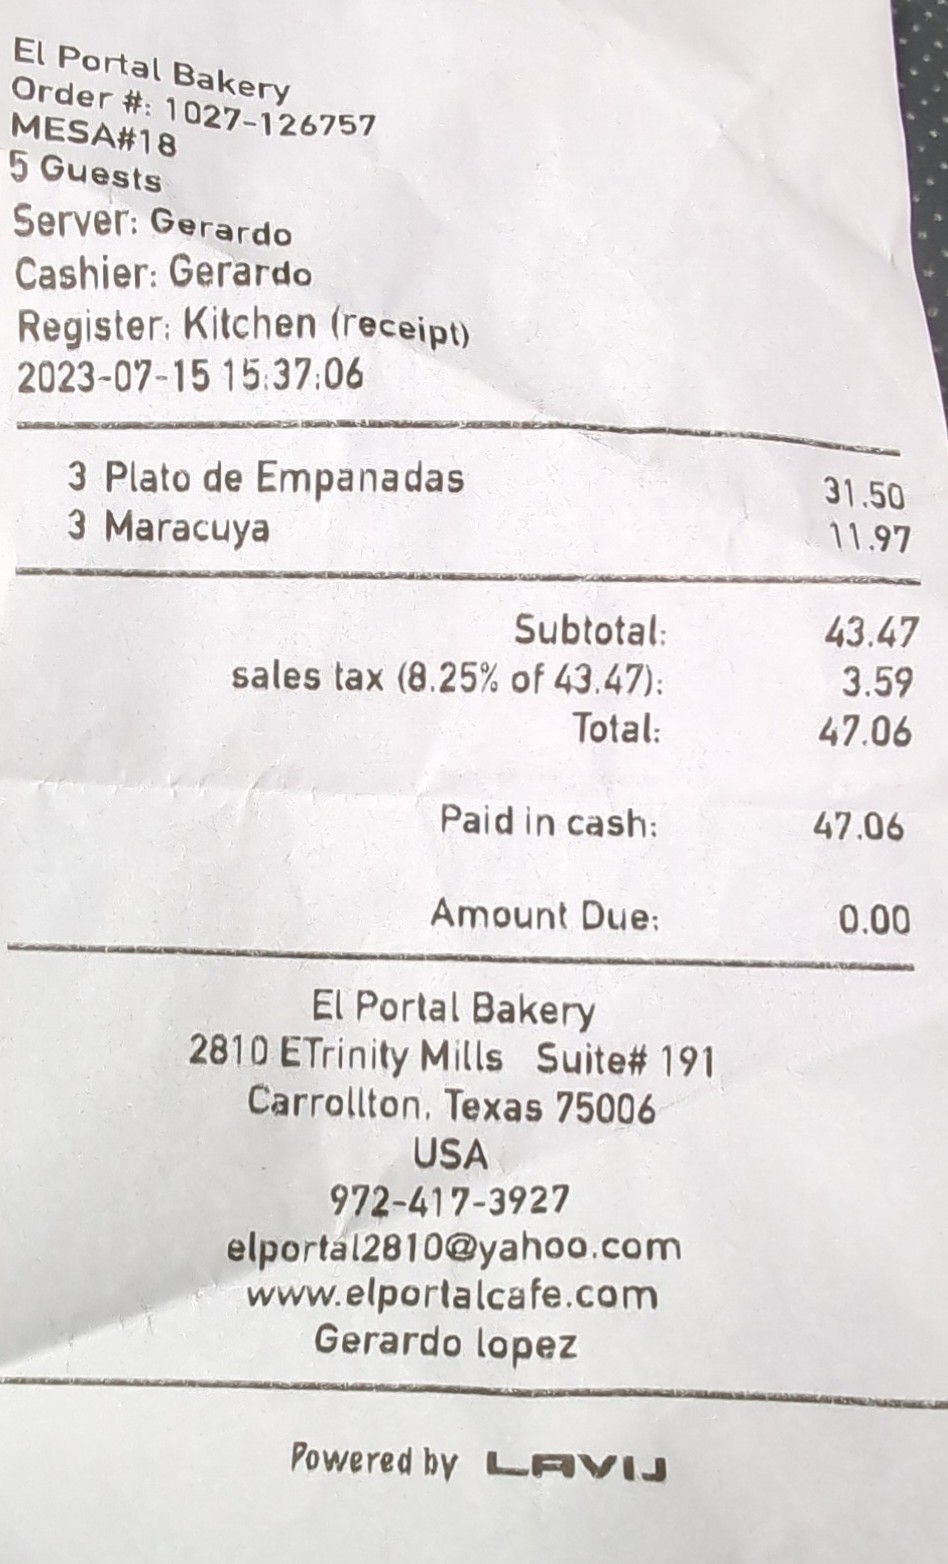 El Portal Bakery
Order #: 1027-126757
MESA#18
5 Guests
Server: Gerardo
Cashier: Gerardo
Register: Kitchen (receipt)
2023-07-15 15:37:06
3 Plato de Empanadas 31.50
3 Maracuya 11.97
Subtotal: 43.47
sales tax (8.25% of 43.47): 3.59
Total: 47.06
Paid in cash: 47.06
Amount Due: 0.00
El Portal Bakery
2810 ETrinity Mills Suite# 191
Carrollton, Texas 75006
USA
972-417-3927
elportal2810@yahoo.com
www.elportalcafe.com
Gerardo lopez
Powered by LAVIJ